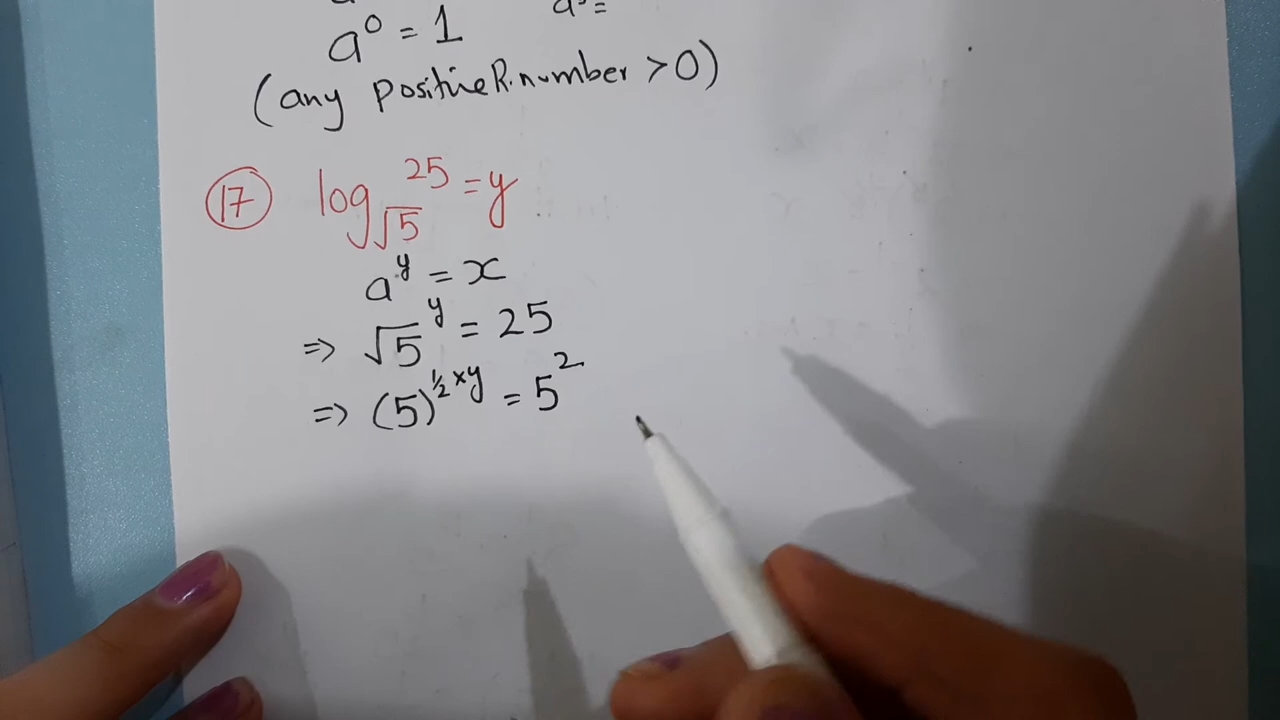 a⁰ = 1
(any positive R.number > 0)
17 log√5 25 = y
a^y = x
⇒ √5^y = 25
⇒ (5)^½×y = 5²